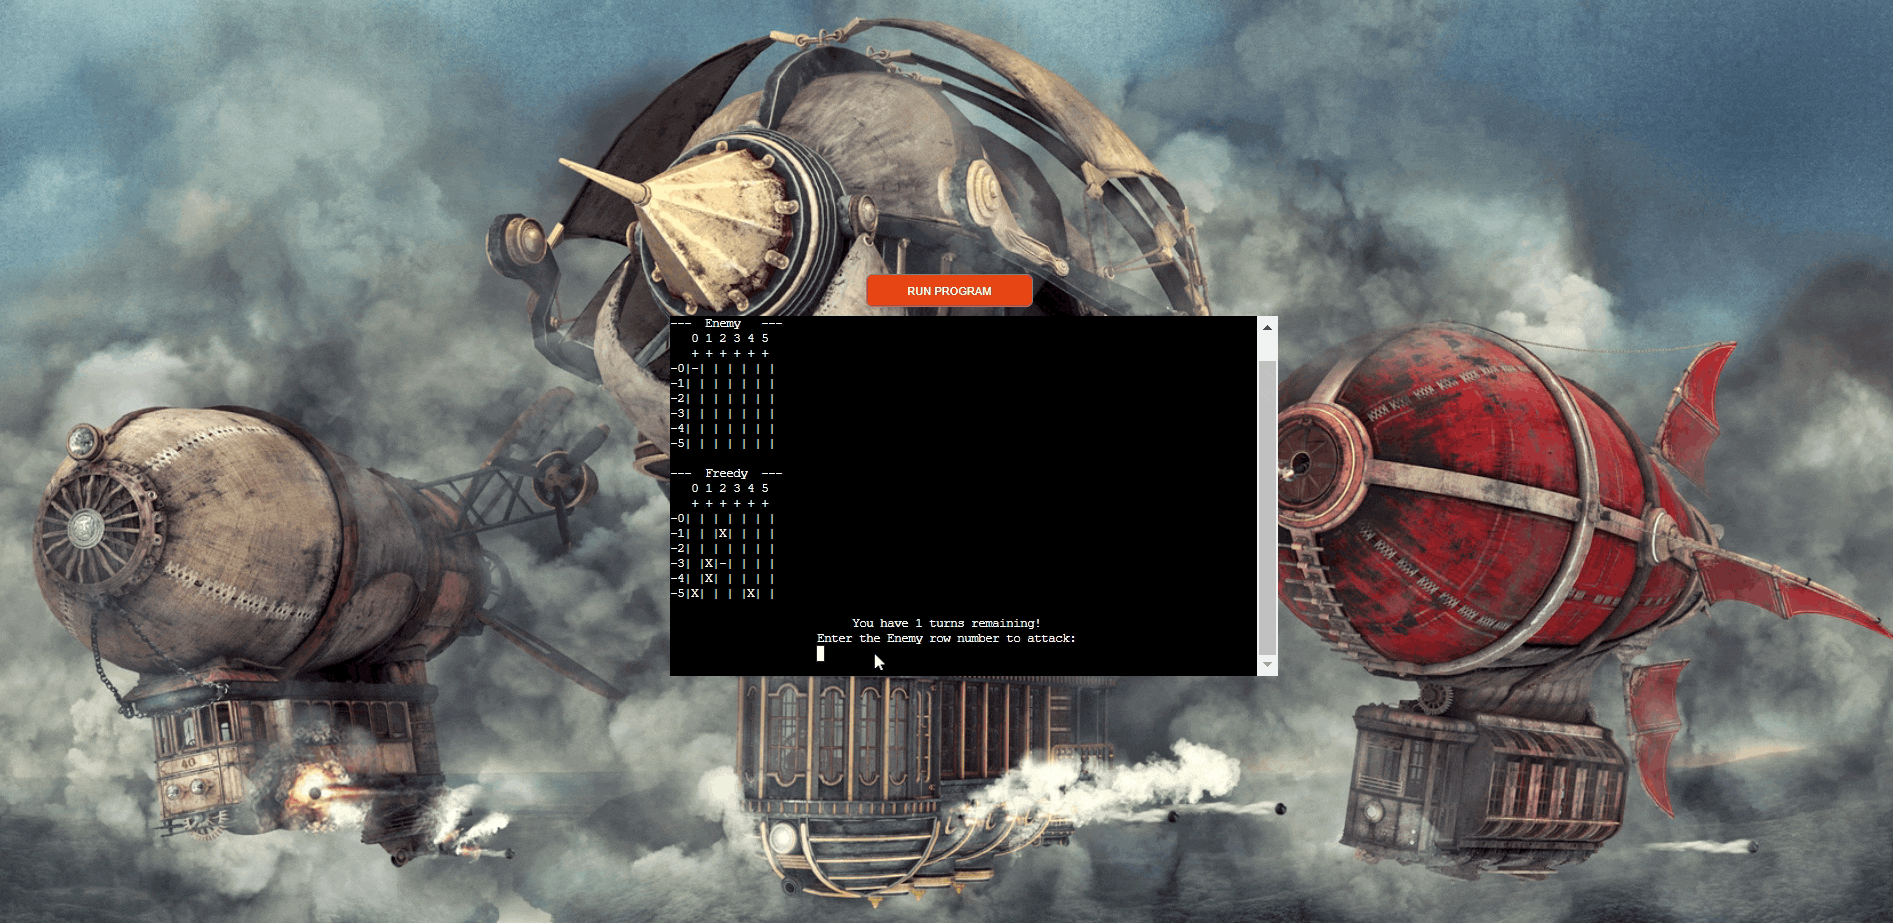 RUN PROGRAM
---  Enemy   ---
   0 1 2 3 4 5
   + + + + + +
-0|-| | | | | |
-1| | | | | | |
-2| | | | | | |
-3| | | | | | |
-4| | | | | | |
-5| | | | | | |
---  Freedy  ---
   0 1 2 3 4 5
   + + + + + +
-0| | | | | | |
-1| | |X| | | |
-2| | | | | | |
-3| |X|-| | | |
-4| |X| | | | |
-5|X| | | |X| |
You have 1 turns remaining!
Enter the Enemy row number to attack:
40